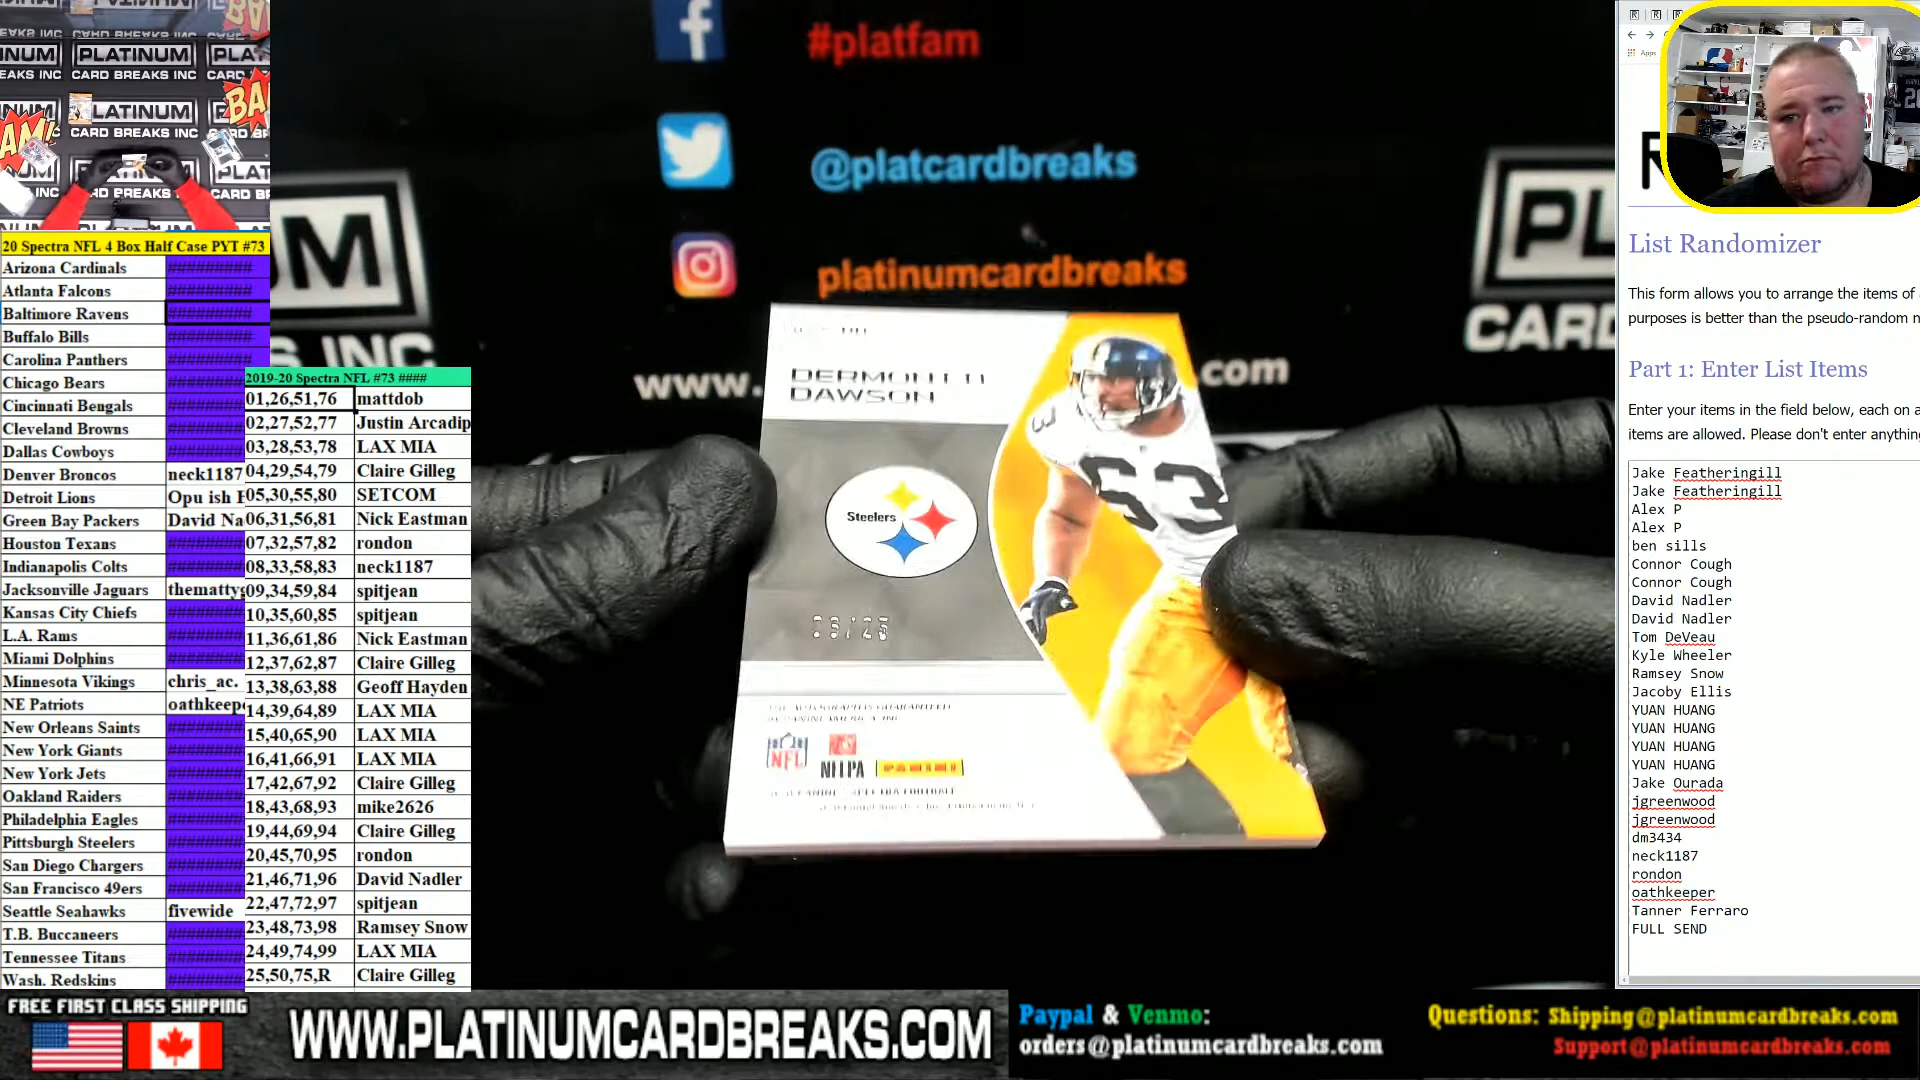 #platfam
@platcardbreaks
platinumcardbreaks
PLATINUM
CARD BREAKS INC
LATINUM
CARD BREAKS INC
20 Spectra NFL 4 Box Half Case PYT #73
Arizona Cardinals #########
Atlanta Falcons #########
Baltimore Ravens #########
Buffalo Bills #########
Carolina Panthers #########
Chicago Bears
Cincinnati Bengals
Cleveland Browns
Dallas Cowboys
Denver Broncos neck1187
Detroit Lions Opu ish
Green Bay Packers David Na
Houston Texans
Indianapolis Colts
Jacksonville Jaguars themattyg
Kansas City Chiefs
L.A. Rams
Miami Dolphins
Minnesota Vikings chris_ac.
NE Patriots oathkeep
New Orleans Saints
New York Giants
New York Jets
Oakland Raiders
Philadelphia Eagles
Pittsburgh Steelers
San Diego Chargers
San Francisco 49ers
Seattle Seahawks fivewide
T.B. Buccaneers
Tennessee Titans
Wash. Redskins
2019-20 Spectra NFL #73 ####
01,26,51,76 mattdob
02,27,52,77 Justin Arcadip
03,28,53,78 LAX MIA
04,29,54,79 Claire Gilleg
05,30,55,80 SETCOM
06,31,56,81 Nick Eastman
07,32,57,82 rondon
08,33,58,83 neck1187
09,34,59,84 spitjean
10,35,60,85 spitjean
11,36,61,86 Nick Eastman
12,37,62,87 Claire Gilleg
13,38,63,88 Geoff Hayden
14,39,64,89 LAX MIA
15,40,65,90 LAX MIA
16,41,66,91 LAX MIA
17,42,67,92 Claire Gilleg
18,43,68,93 mike2626
19,44,69,94 Claire Gilleg
20,45,70,95 rondon
21,46,71,96 David Nadler
22,47,72,97 spitjean
23,48,73,98 Ramsey Snow
24,49,74,99 LAX MIA
25,50,75,R Claire Gilleg
www.
com
DERMONTTI
DAWSON
Steelers
63
NFL
NFLPA
PANINI
List Randomizer
This form allows you to arrange the items of
purposes is better than the pseudo-random n
Part 1: Enter List Items
Enter your items in the field below, each on a
items are allowed. Please don't enter anything
Jake Featheringill
Jake Featheringill
Alex P
Alex P
ben sills
Connor Cough
Connor Cough
David Nadler
David Nadler
Tom DeVeau
Kyle Wheeler
Ramsey Snow
Jacoby Ellis
YUAN HUANG
YUAN HUANG
YUAN HUANG
YUAN HUANG
Jake Ourada
jgreenwood
jgreenwood
dm3434
neck1187
rondon
oathkeeper
Tanner Ferraro
FULL SEND
FREE FIRST CLASS SHIPPING
WWW.PLATINUMCARDBREAKS.COM
Paypal & Venmo:
orders@platinumcardbreaks.com
Questions: Shipping@platinumcardbreaks.com
Support@platinumcardbreaks.com